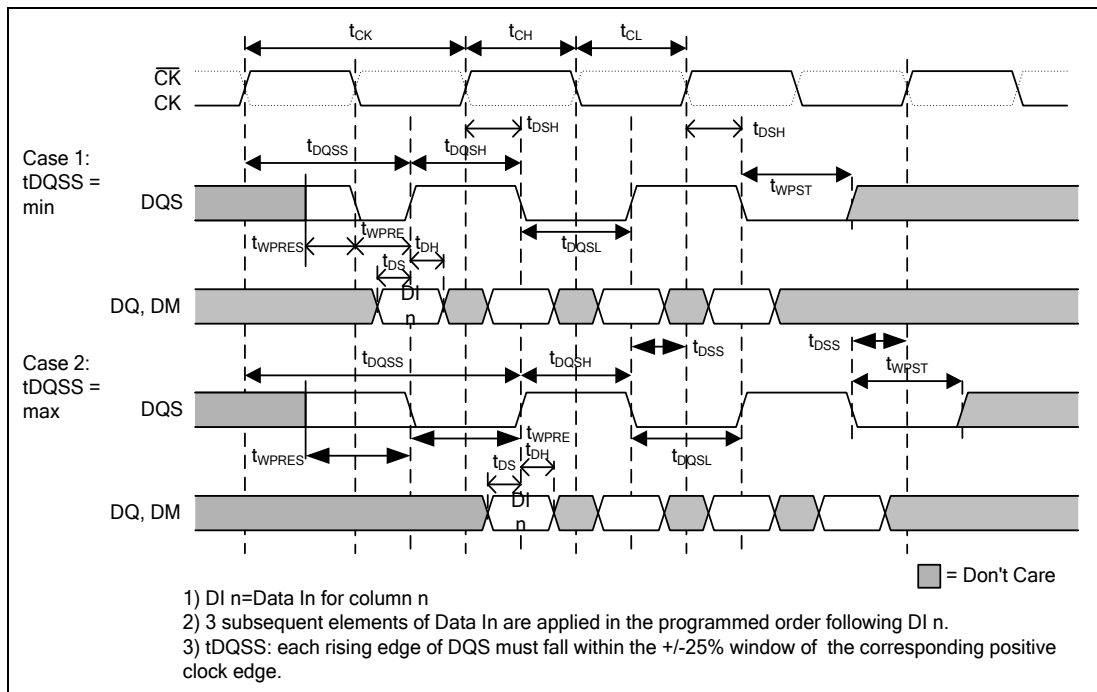 tCK
tCH
tCL
CK
CK
tDSH
tDSH
Case 1:
tDQSS =
min
tDQSS
tDQSH
DQS
tWPST
tWPRES
tWPRE
tDH
tDQSL
tDS
DQ, DM
DI
n
Case 2:
tDQSS =
max
tDQSS
tDQSH
tDSS
tDSS
tWPST
DQS
tWPRES
tWPRE
tDQSL
tDS
tDH
DQ, DM
DI
n
= Don't Care
1) DI n=Data In for column n
2) 3 subsequent elements of Data In are applied in the programmed order following DI n.
3) tDQSS: each rising edge of DQS must fall within the +/-25% window of the corresponding positive
clock edge.